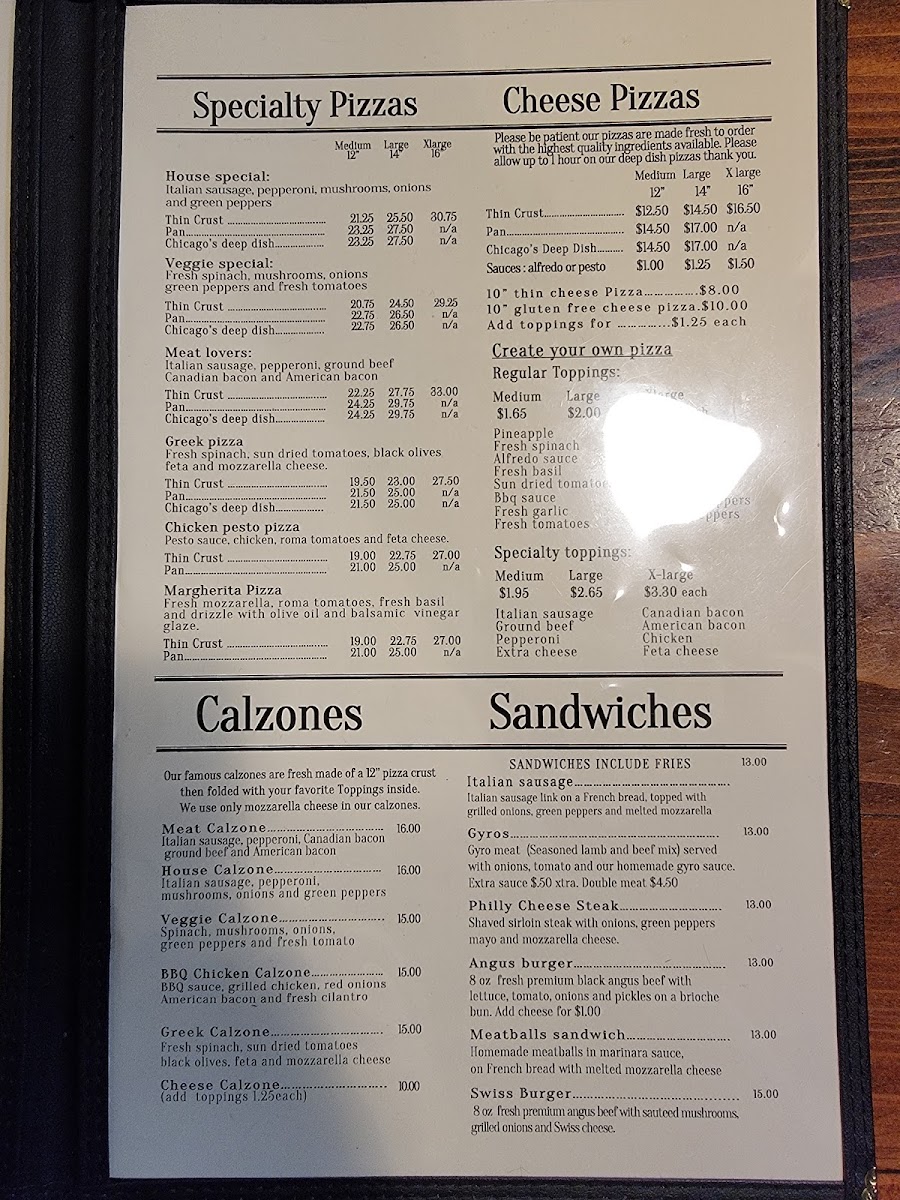 Specialty Pizzas
Medium Large Xlarge
12" 14" 16"
House special:
Italian sausage, pepperoni, mushrooms, onions
and green peppers
Thin Crust ................................ 21.25 25.50 30.75
Pan................................ 23.25 27.50 n/a
Chicago's deep dish.................. 23.25 27.50 n/a
Veggie special:
Fresh spinach, mushrooms, onions
green peppers and fresh tomatoes
Thin Crust ................................ 20.75 24.50 29.25
Pan................................ 22.75 26.50 n/a
Chicago's deep dish.................. 22.75 26.50 n/a
Meat lovers:
Italian sausage, pepperoni, ground beef
Canadian bacon and American bacon
Thin Crust ................................ 22.25 27.75 33.00
Pan................................ 24.25 29.75 n/a
Chicago's deep dish.................. 24.25 29.75 n/a
Greek pizza
Fresh spinach, sun dried tomatoes, black olives
feta and mozzarella cheese.
Thin Crust ................................ 19.50 23.00 27.50
Pan................................ 21.50 25.00 n/a
Chicago's deep dish.................. 21.50 25.00 n/a
Chicken pesto pizza
Pesto sauce, chicken, roma tomatoes and feta cheese.
Thin Crust ................................ 19.00 22.75 27.00
Pan................................ 21.00 25.00 n/a
Margherita Pizza
Fresh mozzarella, roma tomatoes, fresh basil
and drizzle with olive oil and balsamic vinegar
glaze.
Thin Crust ................................ 19.00 22.75 27.00
Pan................................ 21.00 25.00 n/a
Cheese Pizzas
Please be patient our pizzas are made fresh to order
with the highest quality ingredients available. Please
allow up to 1 hour on our deep dish pizzas thank you.
Medium Large X large
12" 14" 16"
Thin Crust............................ $12.50 $14.50 $16.50
Pan............................ $14.50 $17.00 n/a
Chicago's Deep Dish.......... $14.50 $17.00 n/a
Sauces: alfredo or pesto $1.00 $1.25 $1.50
10" thin cheese Pizza...............$8.00
10" gluten free cheese pizza.$10.00
Add toppings for ..............$1.25 each
Create your own pizza
Regular Toppings:
Medium Large
$1.65 $2.00
Pineapple
Fresh spinach
Alfredo sauce
Fresh basil
Sun dried
Bbq sauce
Fresh garlic
Fresh tomatoes
Specialty toppings:
Medium Large X-large
$1.95 $2.65 $3.30 each
Italian sausage Canadian bacon
Ground beef American bacon
Pepperoni Chicken
Extra cheese Feta cheese
Calzones
Our famous calzones are fresh made of a 12" pizza crust
then folded with your favorite Toppings inside.
We use only mozzarella cheese in our calzones.
Meat Calzone................................ 16.00
Italian sausage, pepperoni, Canadian bacon
ground beef and American bacon
House Calzone................................ 16.00
Italian sausage, pepperoni,
mushrooms, onions and green peppers
Veggie Calzone............................. 15.00
Spinach, mushrooms, onions,
green peppers and fresh tomato
BBQ Chicken Calzone...................... 15.00
BBQ sauce, grilled chicken, red onions
American bacon and fresh cilantro
Greek Calzone............................... 15.00
Fresh spinach, sun dried tomatoes
black olives, feta and mozzarella cheese
Cheese Calzone............................. 10.00
(add toppings 1.25each)
Sandwiches
SANDWICHES INCLUDE FRIES 13.00
Italian sausage..........................................
Italian sausage link on a French bread, topped with
grilled onions, green peppers and melted mozzarella
Gyros...................................................... 13.00
Gyro meat (Seasoned lamb and beef mix) served
with onions, tomato and our homemade gyro sauce.
Extra sauce $.50 xtra. Double meat $4.50
Philly Cheese Steak........................... 13.00
Shaved sirloin steak with onions, green peppers
mayo and mozzarella cheese.
Angus burger........................................ 13.00
8 oz fresh premium black angus beef with
lettuce, tomato, onions and pickles on a brioche
bun. Add cheese for $1.00
Meatballs sandwich........................... 13.00
Homemade meatballs in marinara sauce,
on French bread with melted mozzarella cheese
Swiss Burger........................................... 15.00
8 oz fresh premium angus beef with sauteed mushrooms,
grilled onions and Swiss cheese.